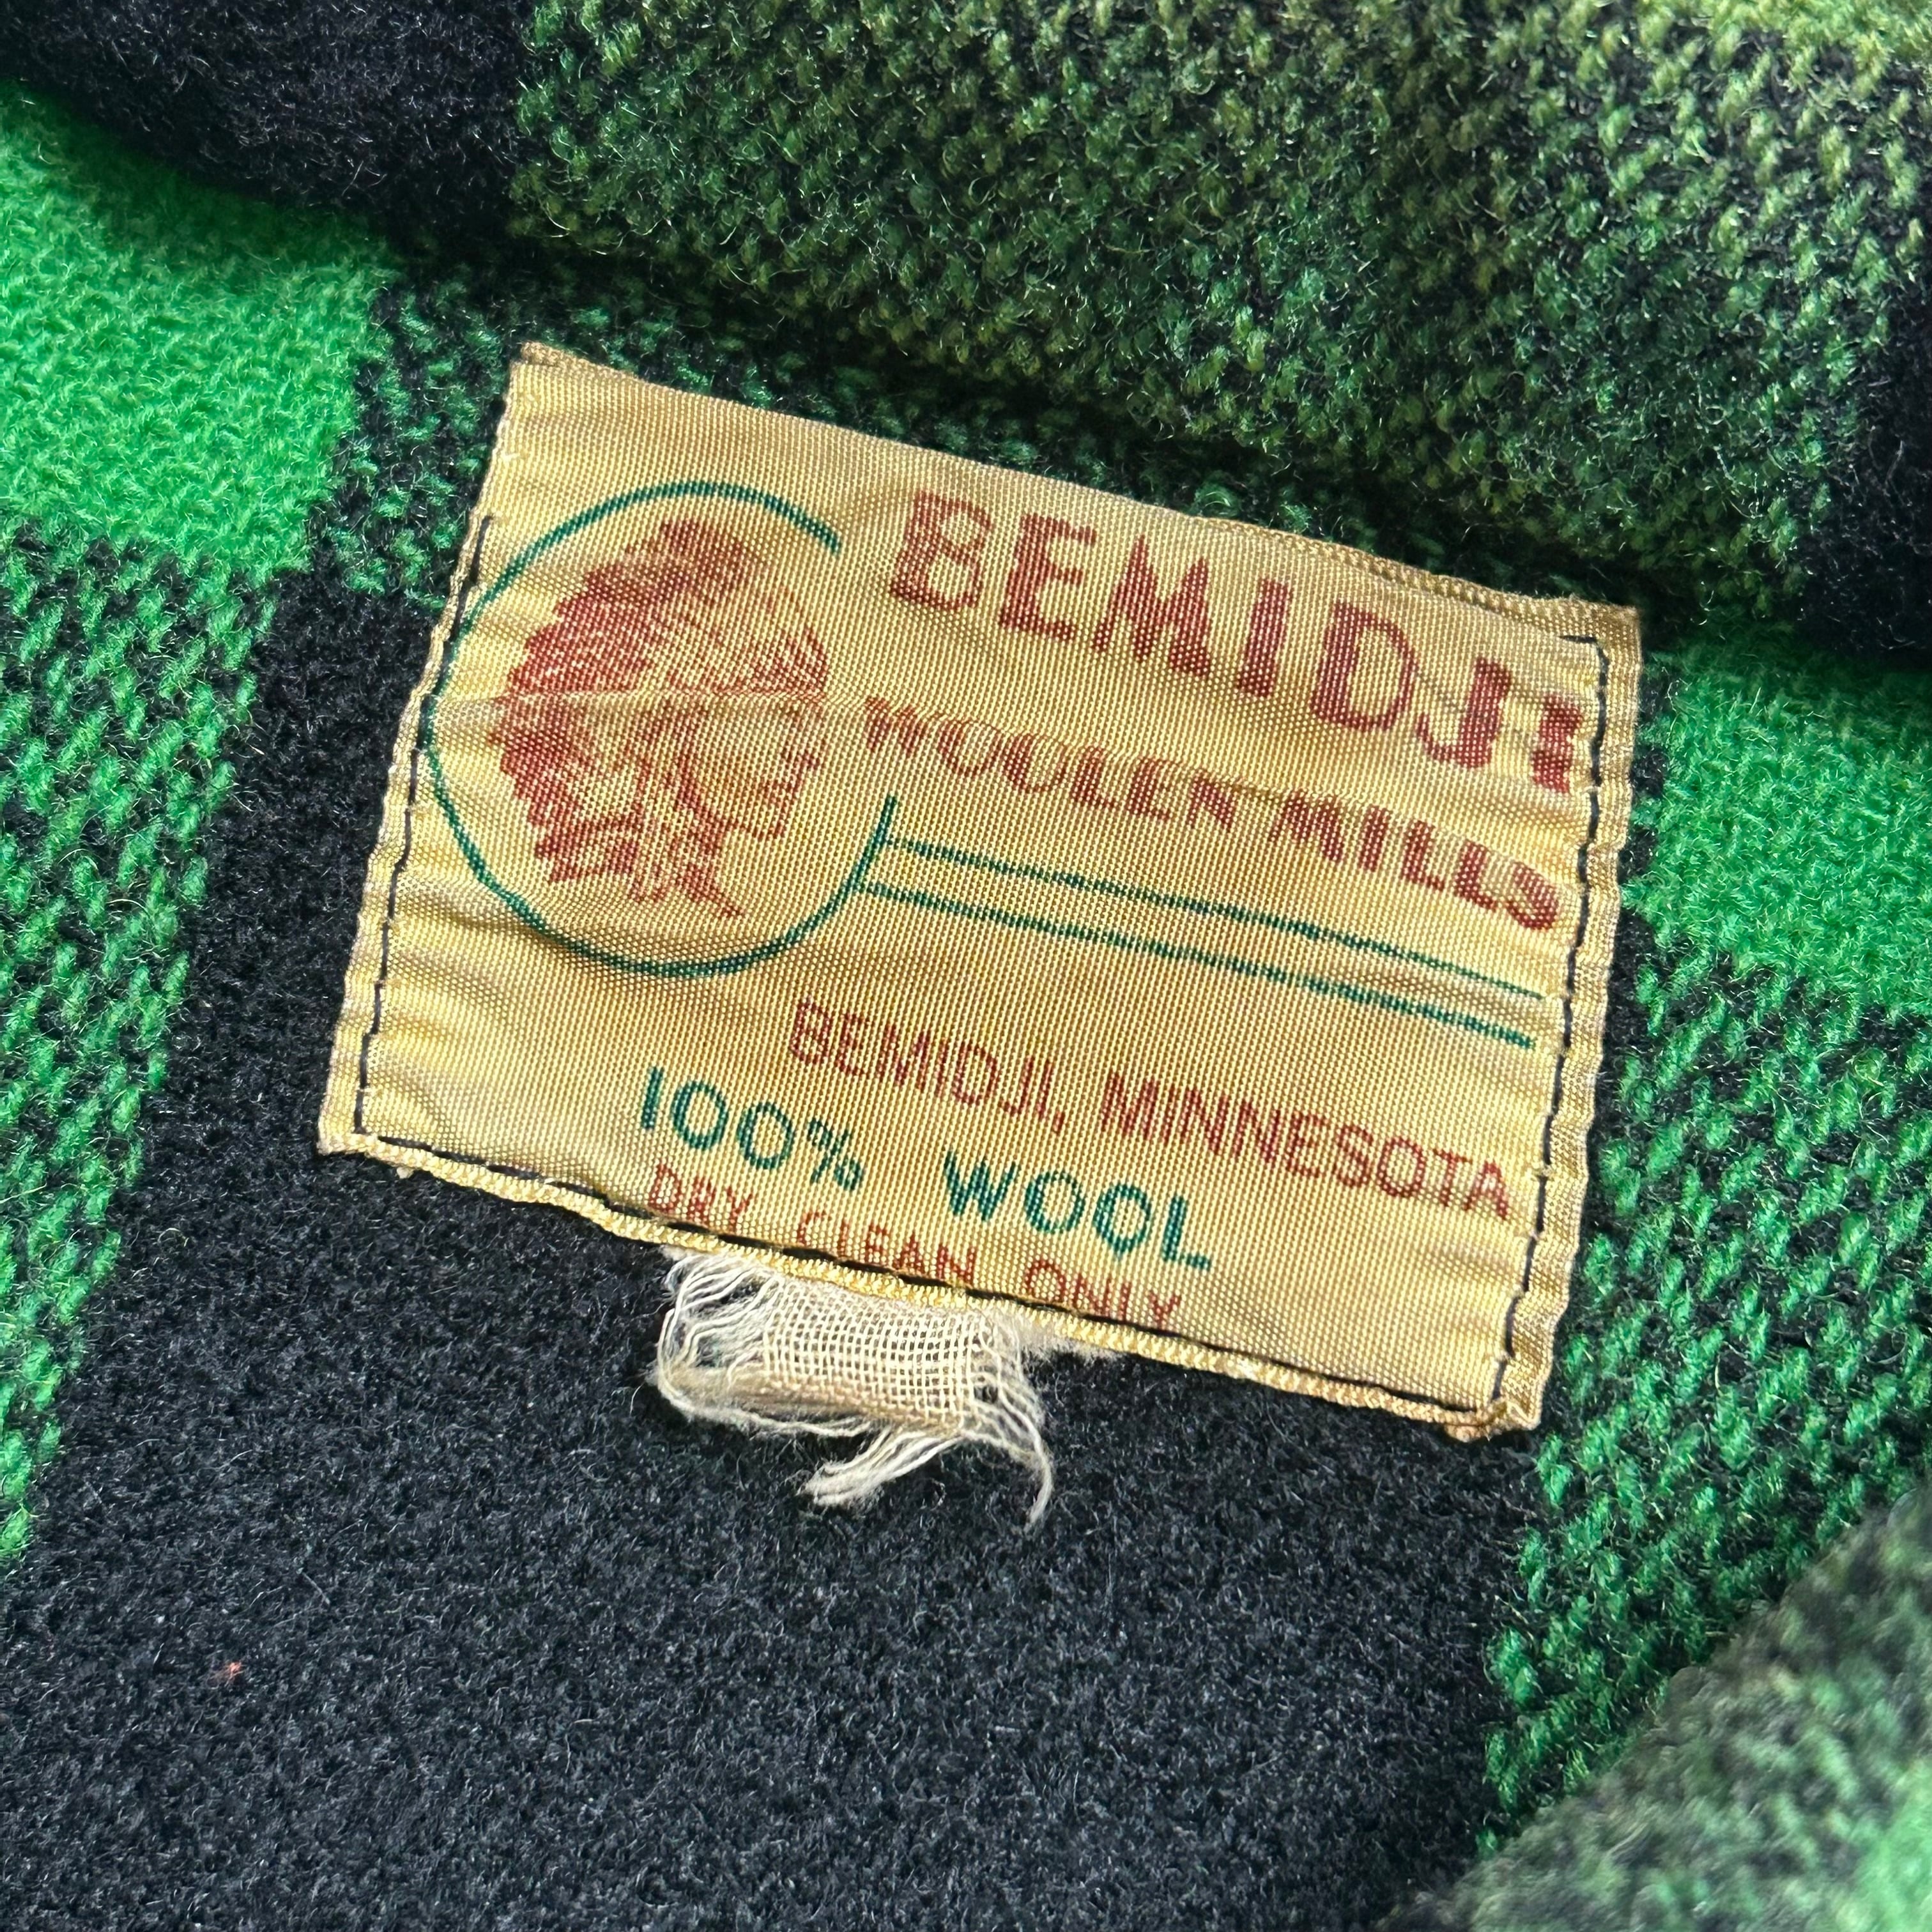 BEMIDJI
WOOLEN MILLS
BEMIDJI, MINNESOTA
100% WOOL
DRY CLEAN ONLY